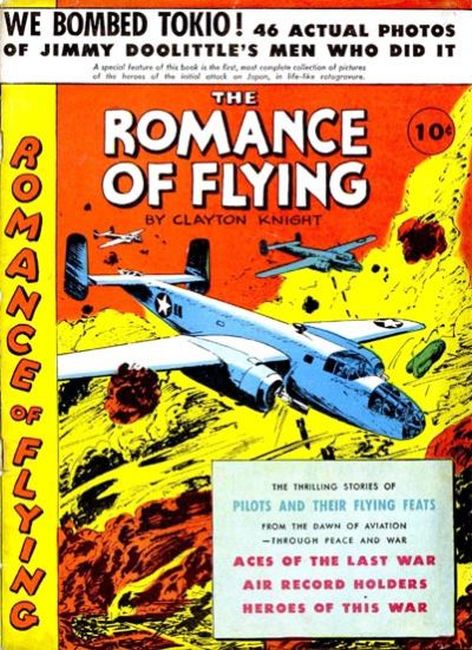 WE BOMBED TOKIO! 46 ACTUAL PHOTOS
OF JIMMY DOOLITTLE'S MEN WHO DID IT
A special feature of this book is the first, most complete collection of pictures
of the heroes of the initial attack on Japan, in life-like rotogravure.
THE
ROMANCE
OF FLYING
BY CLAYTON KNIGHT
10¢
ROMANCE OF FLYING
THE THRILLING STORIES OF
PILOTS AND THEIR FLYING FEATS
FROM THE DAWN OF AVIATION
—THROUGH PEACE AND WAR
ACES OF THE LAST WAR
AIR RECORD HOLDERS
HEROES OF THIS WAR